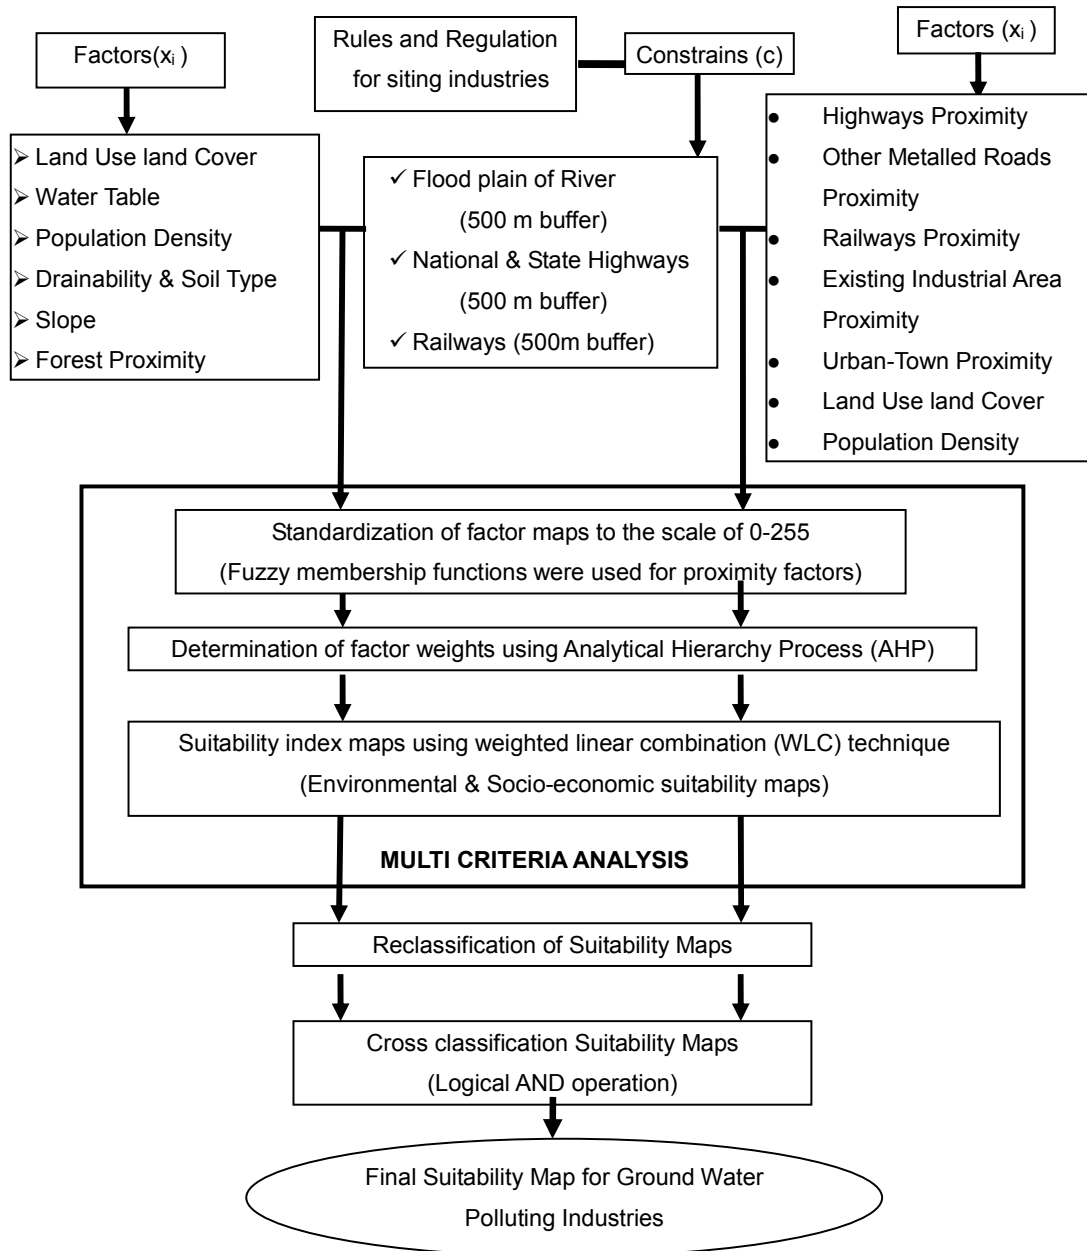 Factors(xi )
➢ Land Use land Cover
➢ Water Table
➢ Population Density
➢ Drainability & Soil Type
➢ Slope
➢ Forest Proximity
Rules and Regulation
for siting industries
Constrains (c)
✓ Flood plain of River
(500 m buffer)
✓ National & State Highways
(500 m buffer)
✓ Railways (500m buffer)
Factors (xi )
● Highways Proximity
● Other Metalled Roads
Proximity
● Railways Proximity
● Existing Industrial Area
Proximity
● Urban-Town Proximity
● Land Use land Cover
● Population Density
Standardization of factor maps to the scale of 0-255
(Fuzzy membership functions were used for proximity factors)
Determination of factor weights using Analytical Hierarchy Process (AHP)
Suitability index maps using weighted linear combination (WLC) technique
(Environmental & Socio-economic suitability maps)
MULTI CRITERIA ANALYSIS
Reclassification of Suitability Maps
Cross classification Suitability Maps
(Logical AND operation)
Final Suitability Map for Ground Water
Polluting Industries